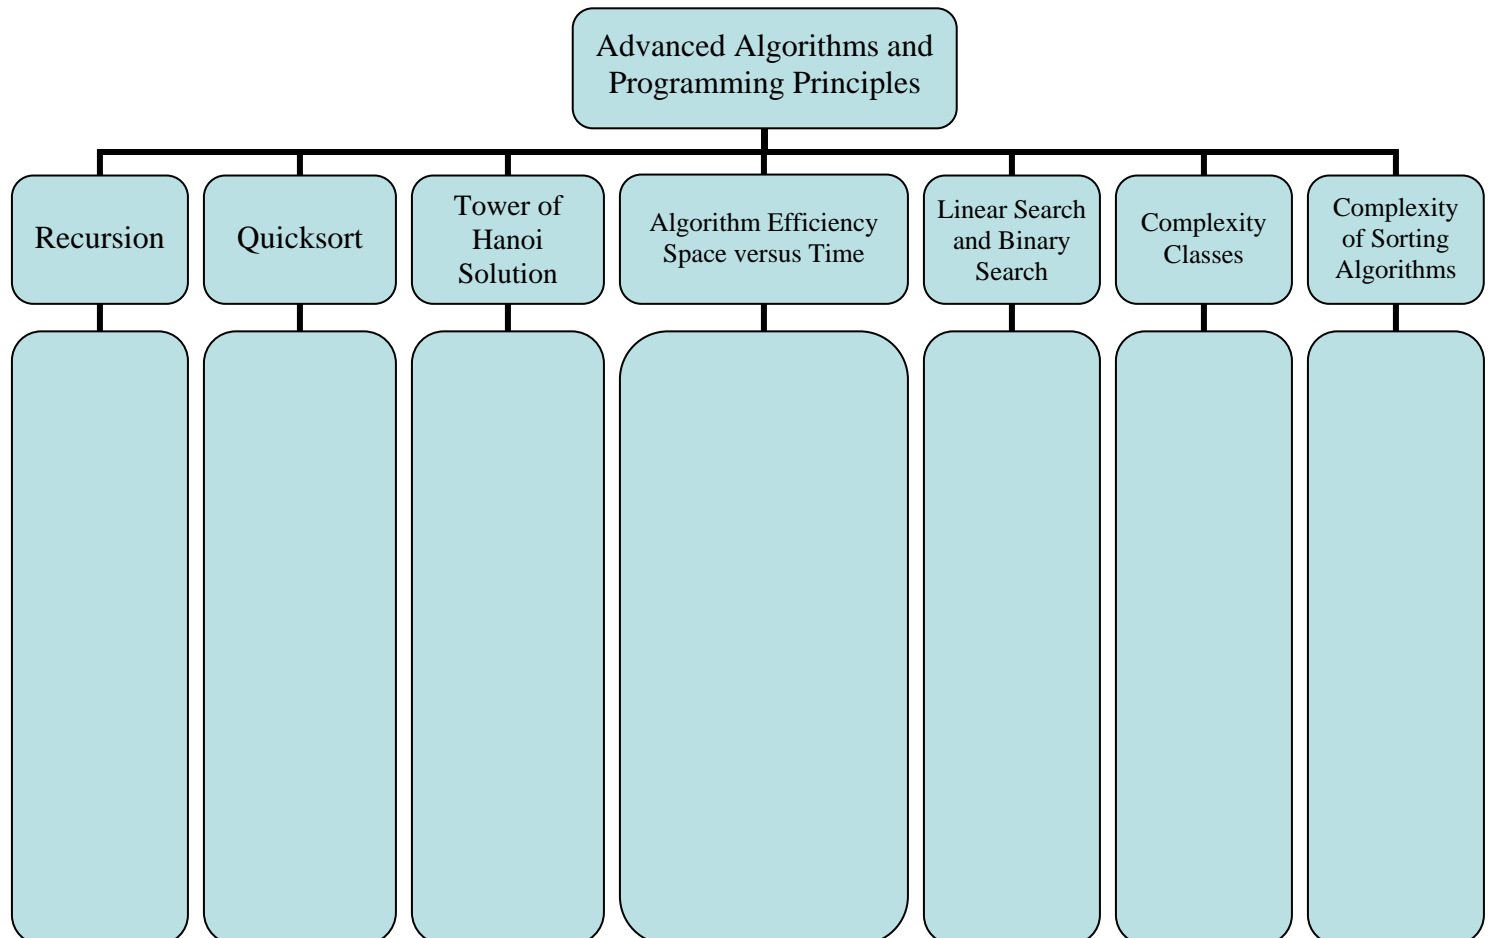 Advanced Algorithms and
Programming Principles
Recursion
Quicksort
Tower of
Hanoi
Solution
Algorithm Efficiency
Space versus Time
Linear Search
and Binary
Search
Complexity
Classes
Complexity
of Sorting
Algorithms